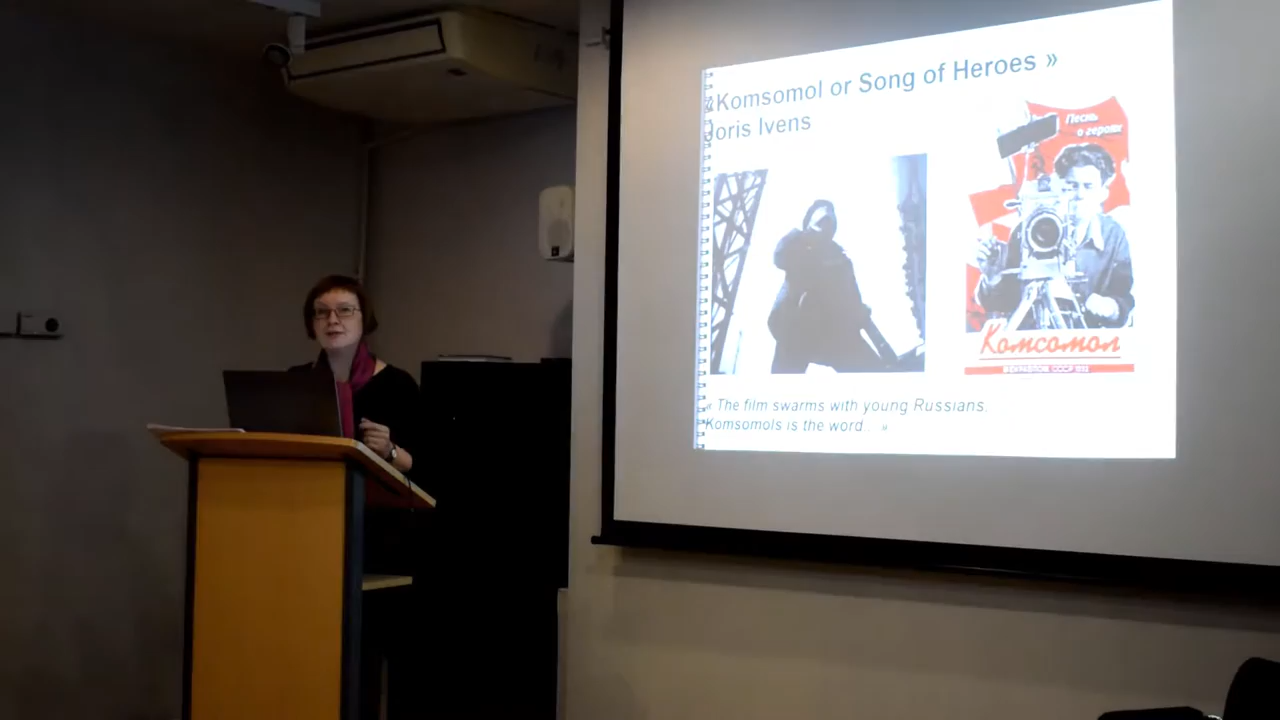 «Komsomol or Song of Heroes »
Joris Ivens
Песнь
о героях
Комсомол
« The film swarms with young Russians.
Komsomols is the word... »